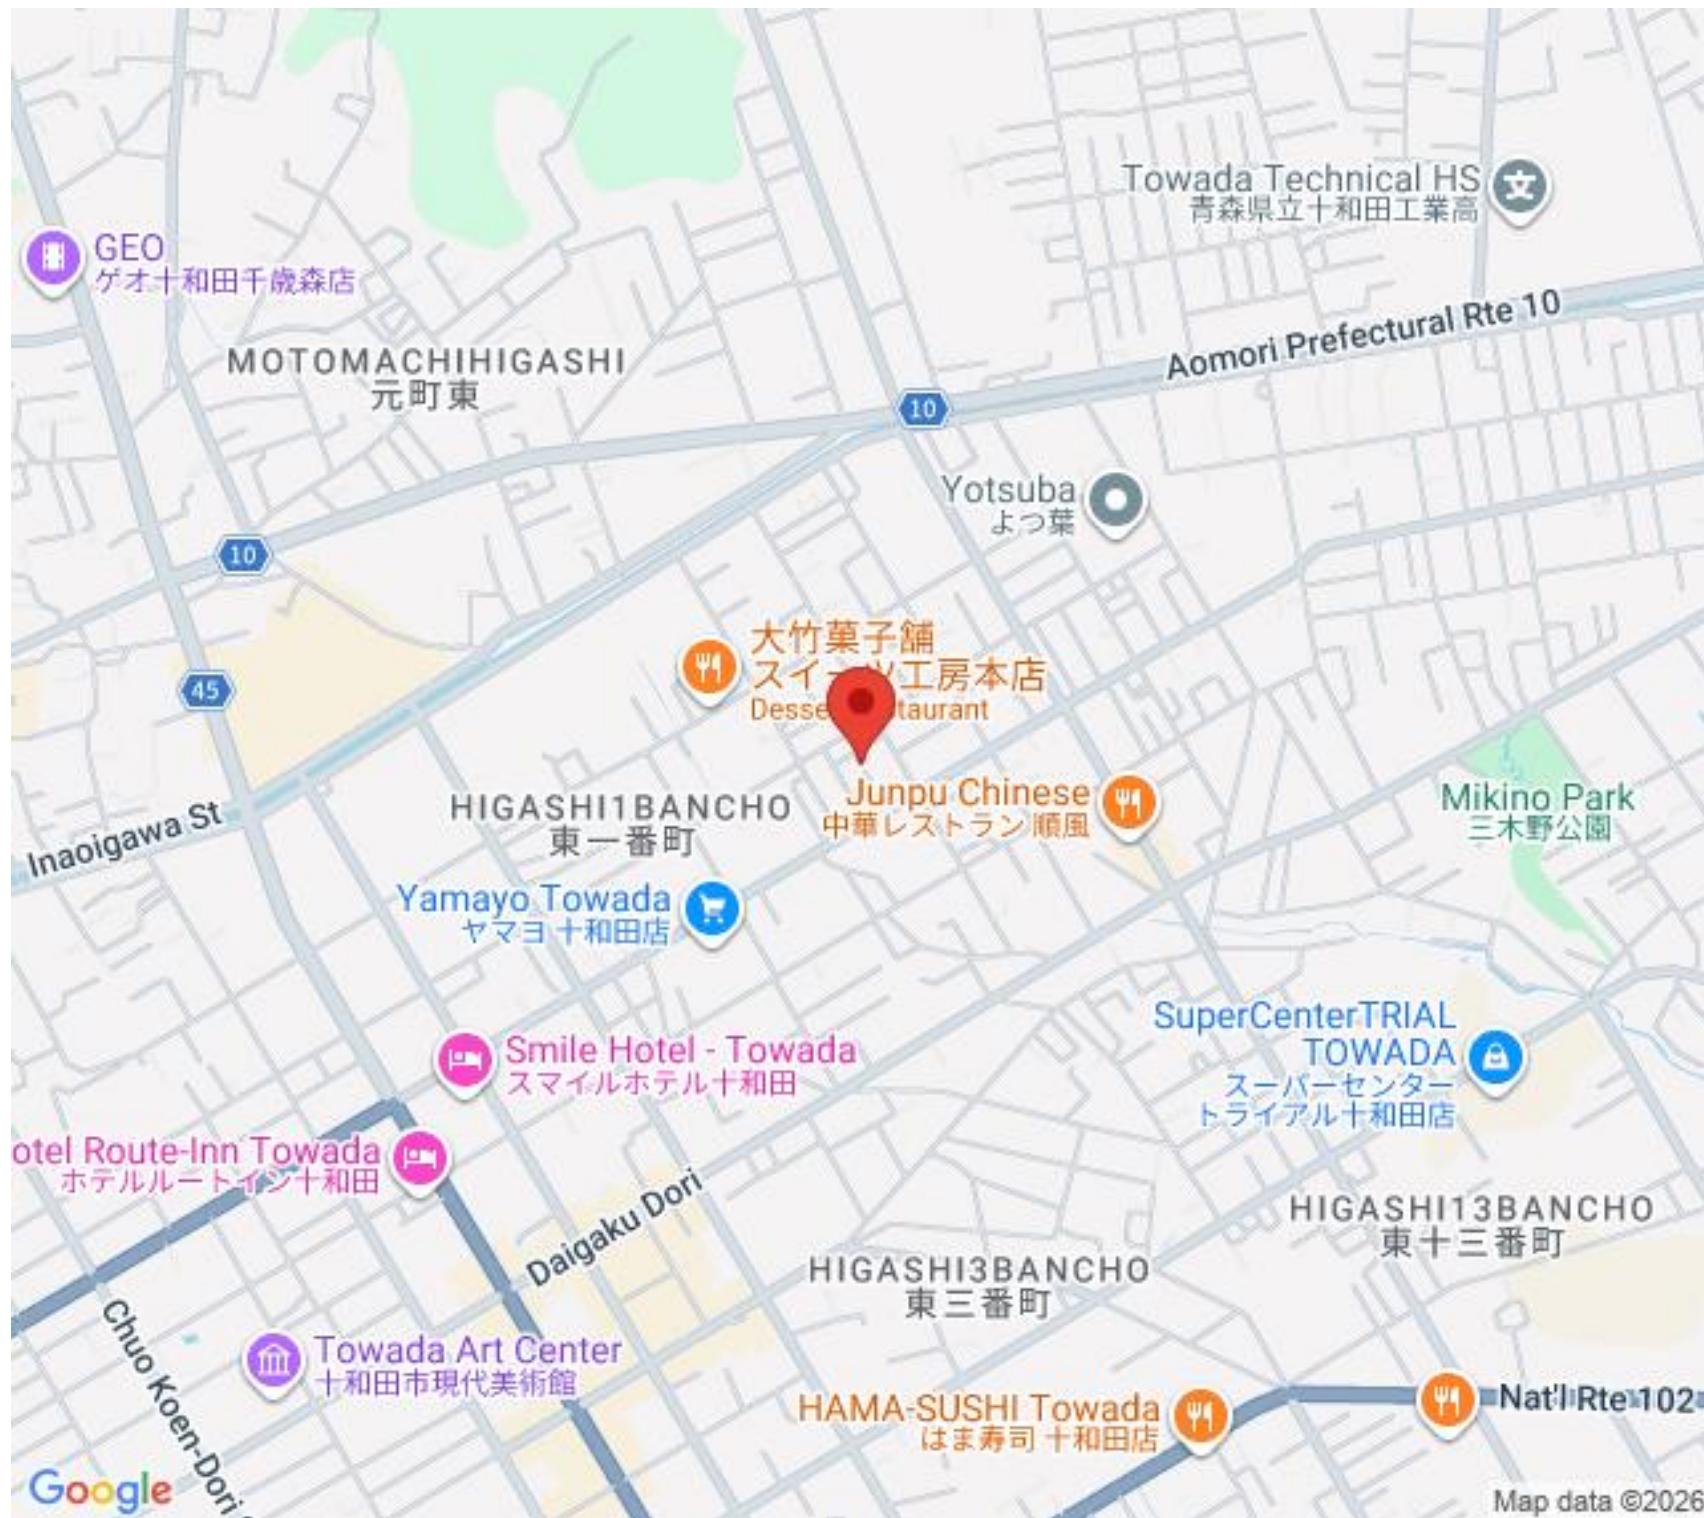 Towada Technical HS
青森県立十和田工業高
GEO
ゲオ十和田千歳森店
Aomori Prefectural Rte 10
MOTOMACHIHIGASHI
元町東
10
Yotsuba
よつ葉
10
大竹菓子舗
スイーツ工房本店
45
Junpu Chinese
中華レストラン 順風
Mikino Park
三木野公園
HIGASHI1BANCHO
東一番町
Inaoigawa St
Yamayo Towada
ヤマヨ 十和田店
SuperCenterTRIAL
TOWADA
スーパーセンター
トライアル十和田店
Smile Hotel - Towada
スマイルホテル十和田
otel Route-Inn Towada
ホテルルートイン十和田
Daigaku Dori
HIGASHI13BANCHO
東十三番町
HIGASHI3BANCHO
東三番町
Chuo Koen-Dori
Towada Art Center
十和田市現代美術館
HAMA-SUSHI Towada
はま寿司 十和田店
Nat'l Rte 102
Google
Map data ©2026